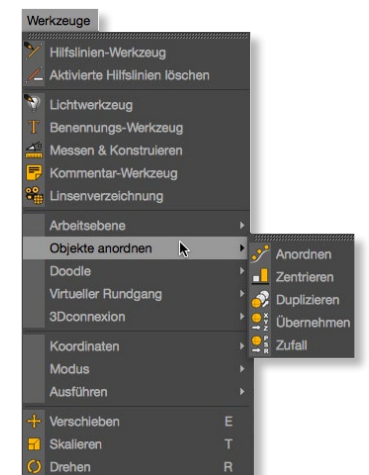 Werkzeuge
Hilfslinien-Werkzeug
Aktivierte Hilfslinien löschen
Lichtwerkzeug
Benennungs-Werkzeug
Messen & Konstruieren
Kommentar-Werkzeug
Linsenverzeichnung
Arbeitsebene
Objekte anordnen
Doodle
Virtueller Rundgang
3Dconnexion
Koordinaten
Modus
Ausführen
Verschieben E
Skalieren T
Drehen R
Anordnen
Zentrieren
Duplizieren
Übernehmen
Zufall